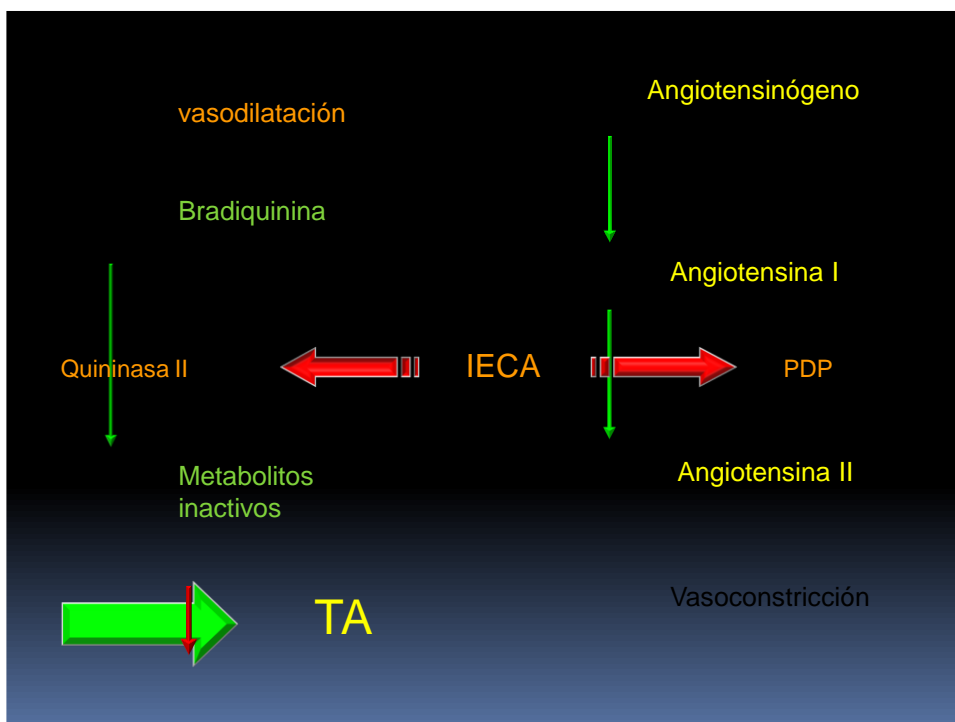 vasodilatación
Angiotensinógeno
Bradiquinina
Angiotensina I
Quininasa II
IECA
PDP
Metabolitos
inactivos
Angiotensina II
TA
Vasoconstricción